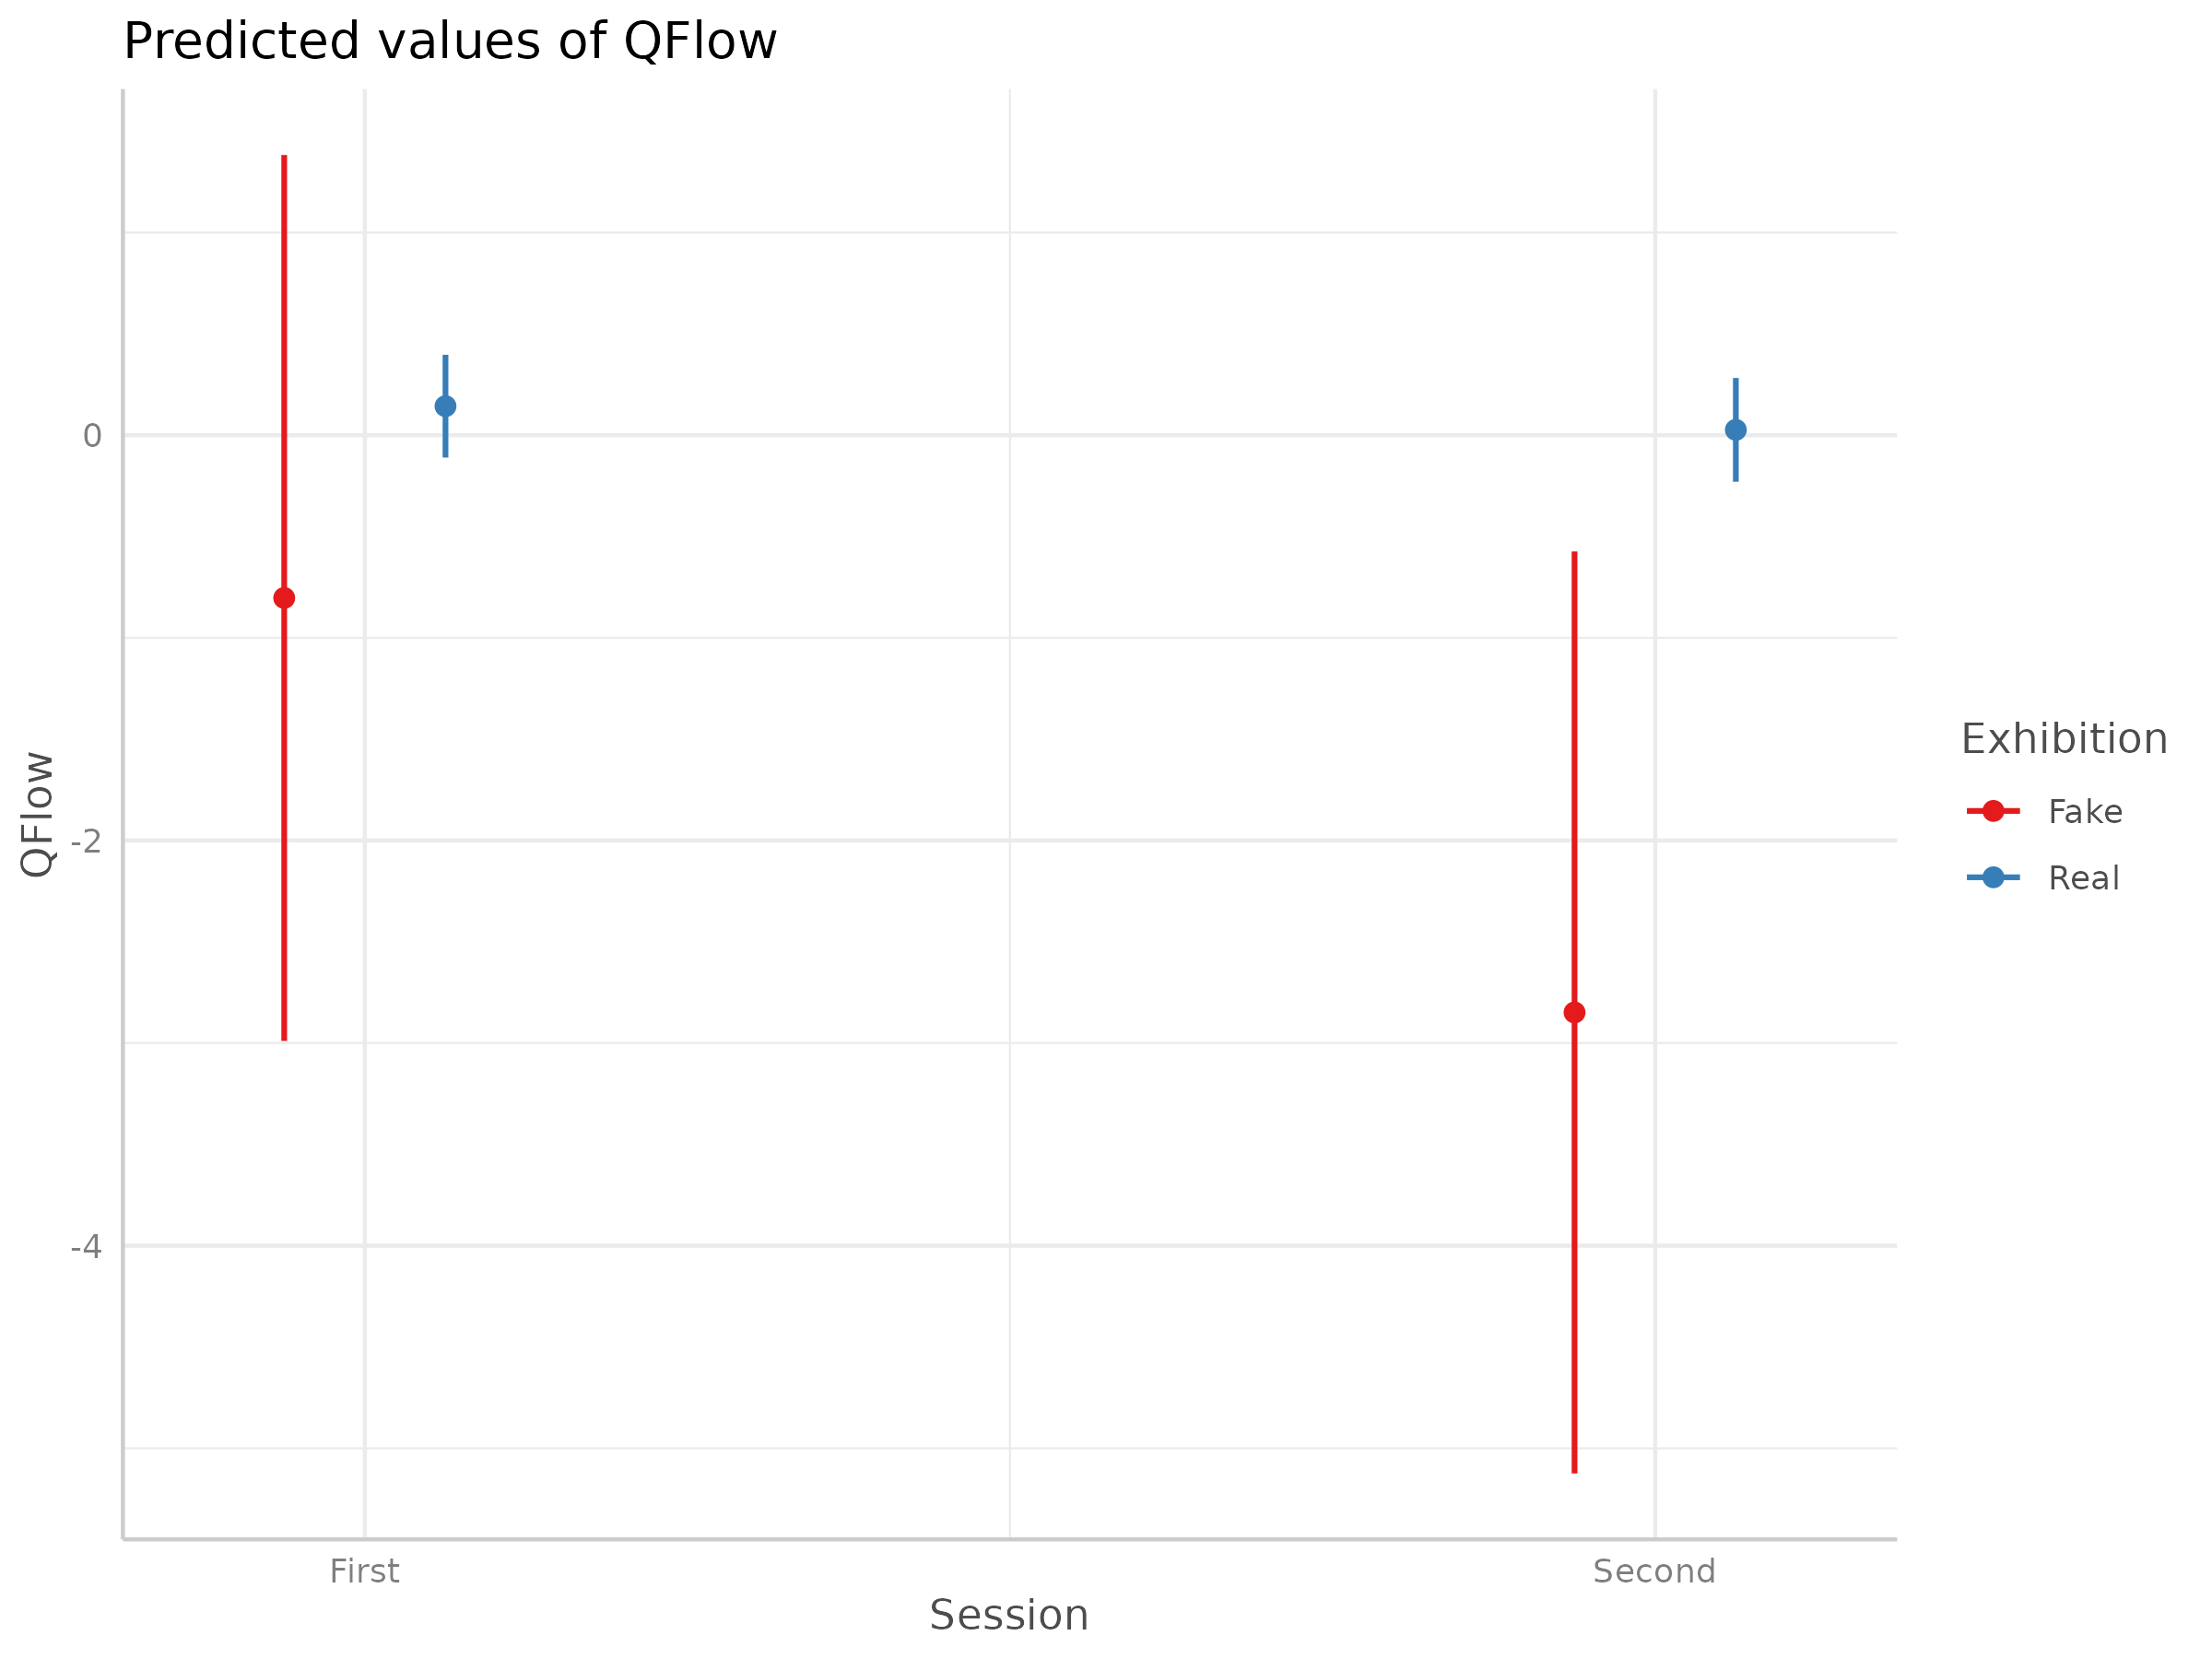 Predicted values of QFlow
QFlow
0
-2
-4
First
Second
Session
Exhibition
Fake
Real